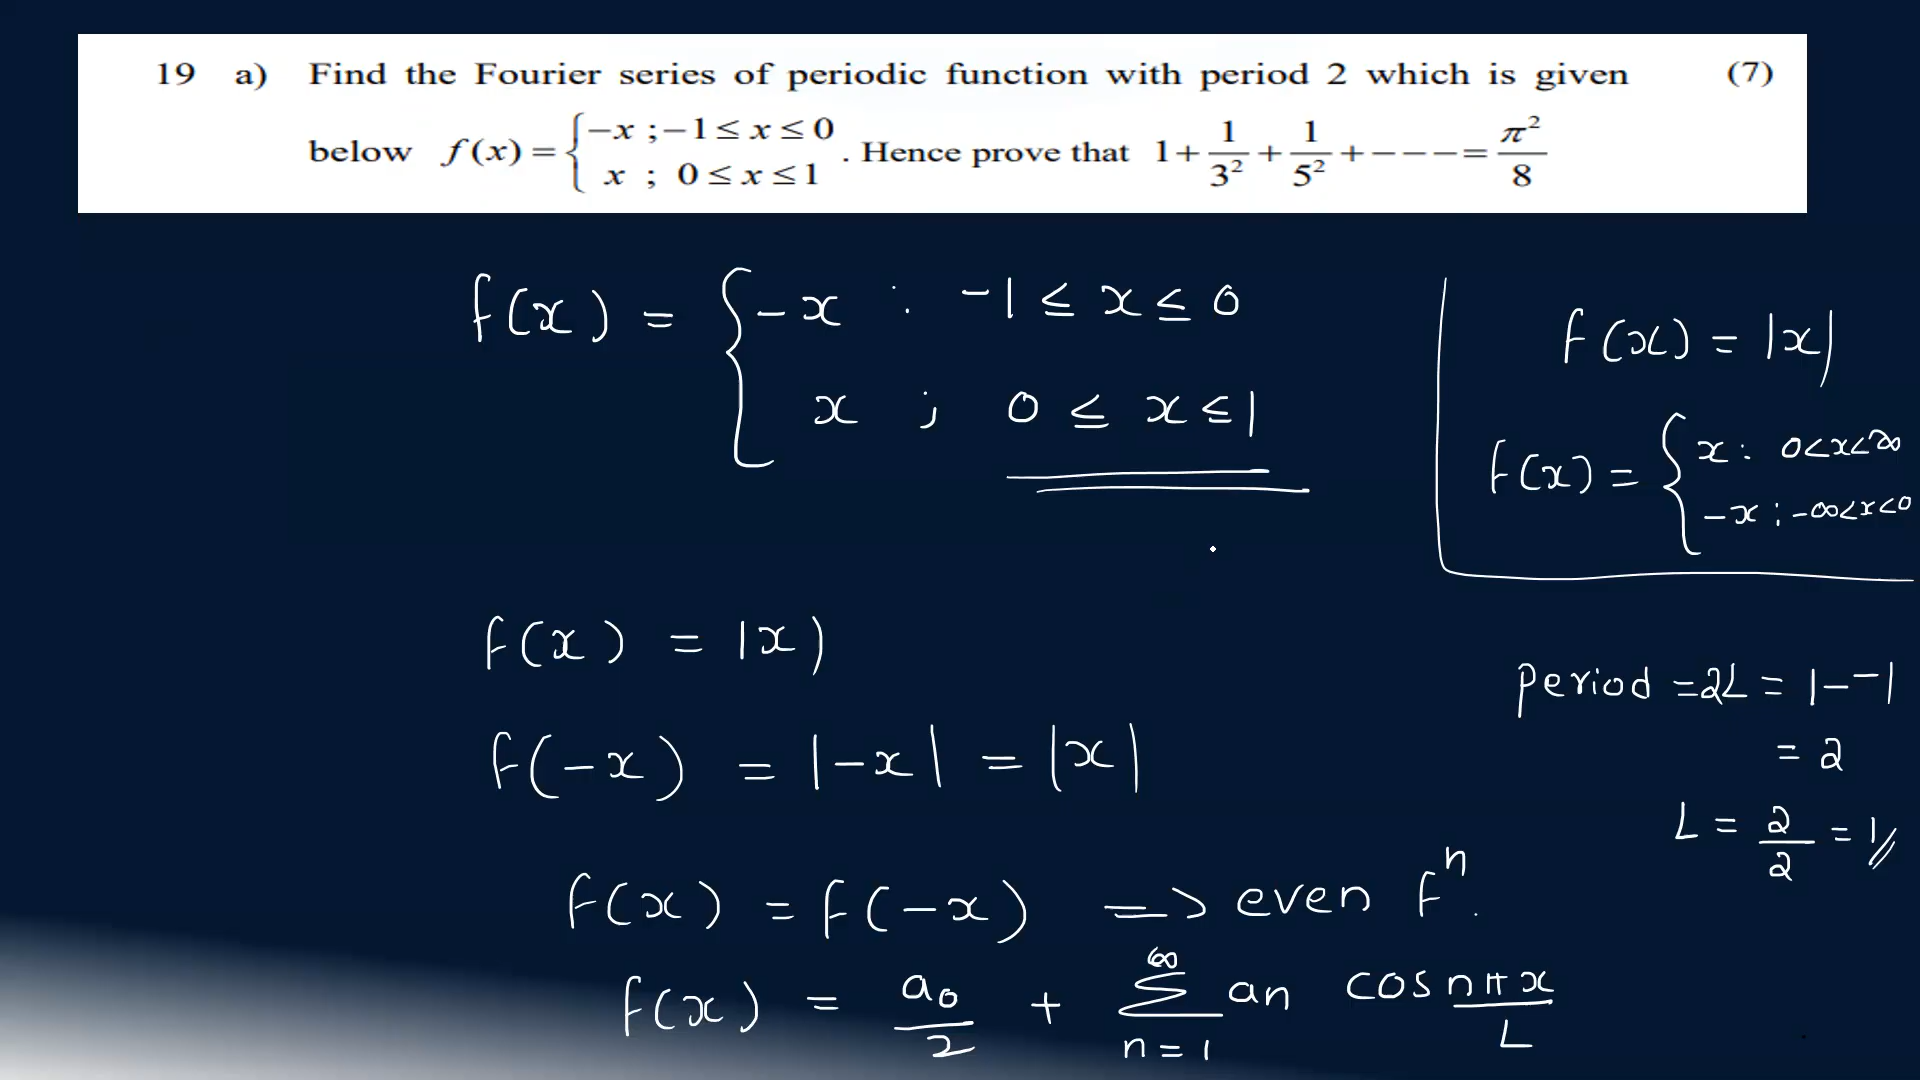 19 a) Find the Fourier series of periodic function with period 2 which is given (7)
below f(x) = { -x ; -1 ≤ x ≤ 0
x ; 0 ≤ x ≤ 1 . Hence prove that 1 + 1/3² + 1/5² + - - - - = π²/8
f(x) = { -x : -1 ≤ x ≤ 0
x ; 0 ≤ x ≤ 1
f(x) = |x|
f(x) = { x : 0<x<∞
-x ; -∞<x<0
f(x) = |x)
f(-x) = |-x| = |x|
Period = 2L = 1 - -1
= 2
L = 2/2 = 1//
f(x) = f(-x) => even fⁿ.
f(x) = a₀/2 + ∞Σn=1 an cos nπx/L